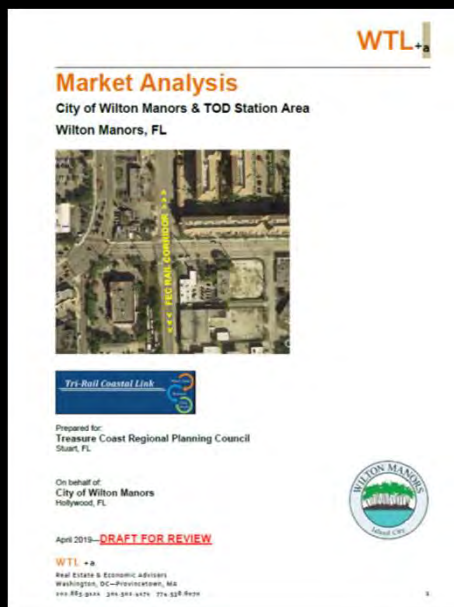 WTL+a
Market Analysis
City of Wilton Manors & TOD Station Area
Wilton Manors, FL
<<< FEC RAIL CORRIDOR >>>
Tri-Rail Coastal Link
Prepared for:
Treasure Coast Regional Planning Council
Stuart, FL
On behalf of:
City of Wilton Manors
Hollywood, FL
WILTON MANORS
Island City
April 2019—DRAFT FOR REVIEW
WTL +a
Real Estate & Economic Advisers
Washington, DC—Provincetown, MA